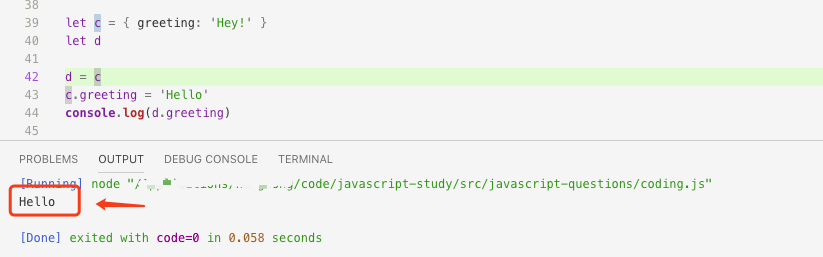 38
39 let c = { greeting: 'Hey!' }
40 let d
41
42 d = c
43 c.greeting = 'Hello'
44 console.log(d.greeting)
45
PROBLEMS OUTPUT DEBUG CONSOLE TERMINAL
[Running] node "/code/javascript-study/src/javascript-questions/coding.js"
Hello
[Done] exited with code=0 in 0.058 seconds